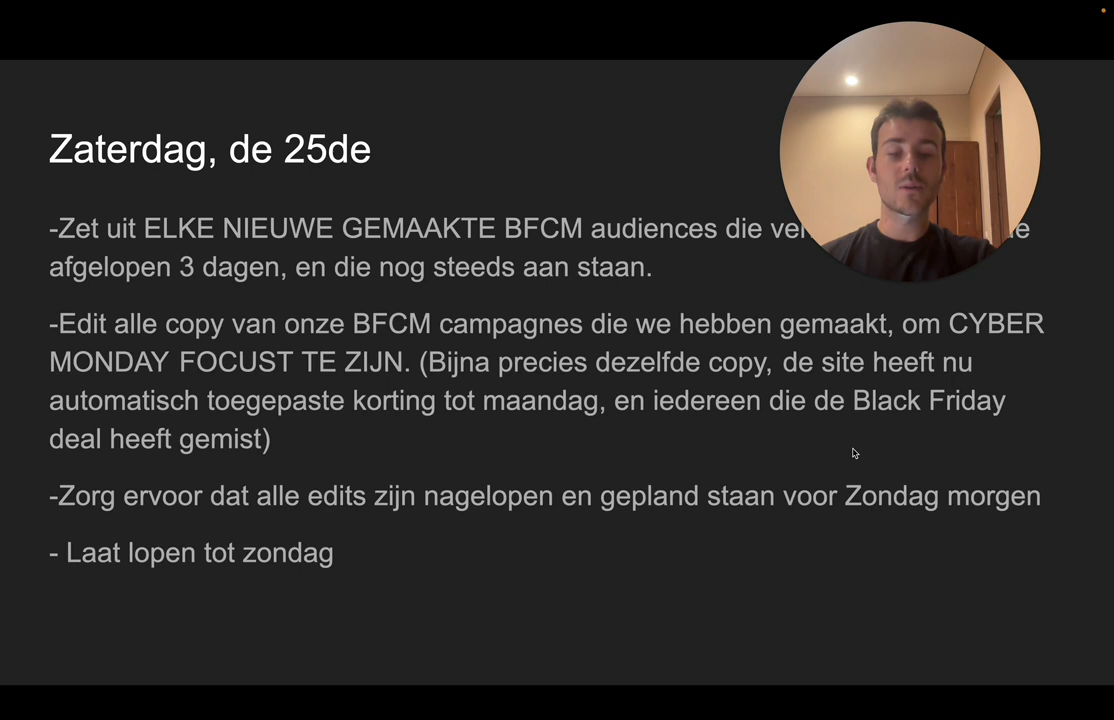 Zaterdag, de 25de
-Zet uit ELKE NIEUWE GEMAAKTE BFCM audiences die
afgelopen 3 dagen, en die nog steeds aan staan.
-Edit alle copy van onze BFCM campagnes die we hebben gemaakt, om CYBER
MONDAY FOCUST TE ZIJN. (Bijna precies dezelfde copy, de site heeft nu
automatisch toegepaste korting tot maandag, en iedereen die de Black Friday
deal heeft gemist)
-Zorg ervoor dat alle edits zijn nagelopen en gepland staan voor Zondag morgen
- Laat lopen tot zondag